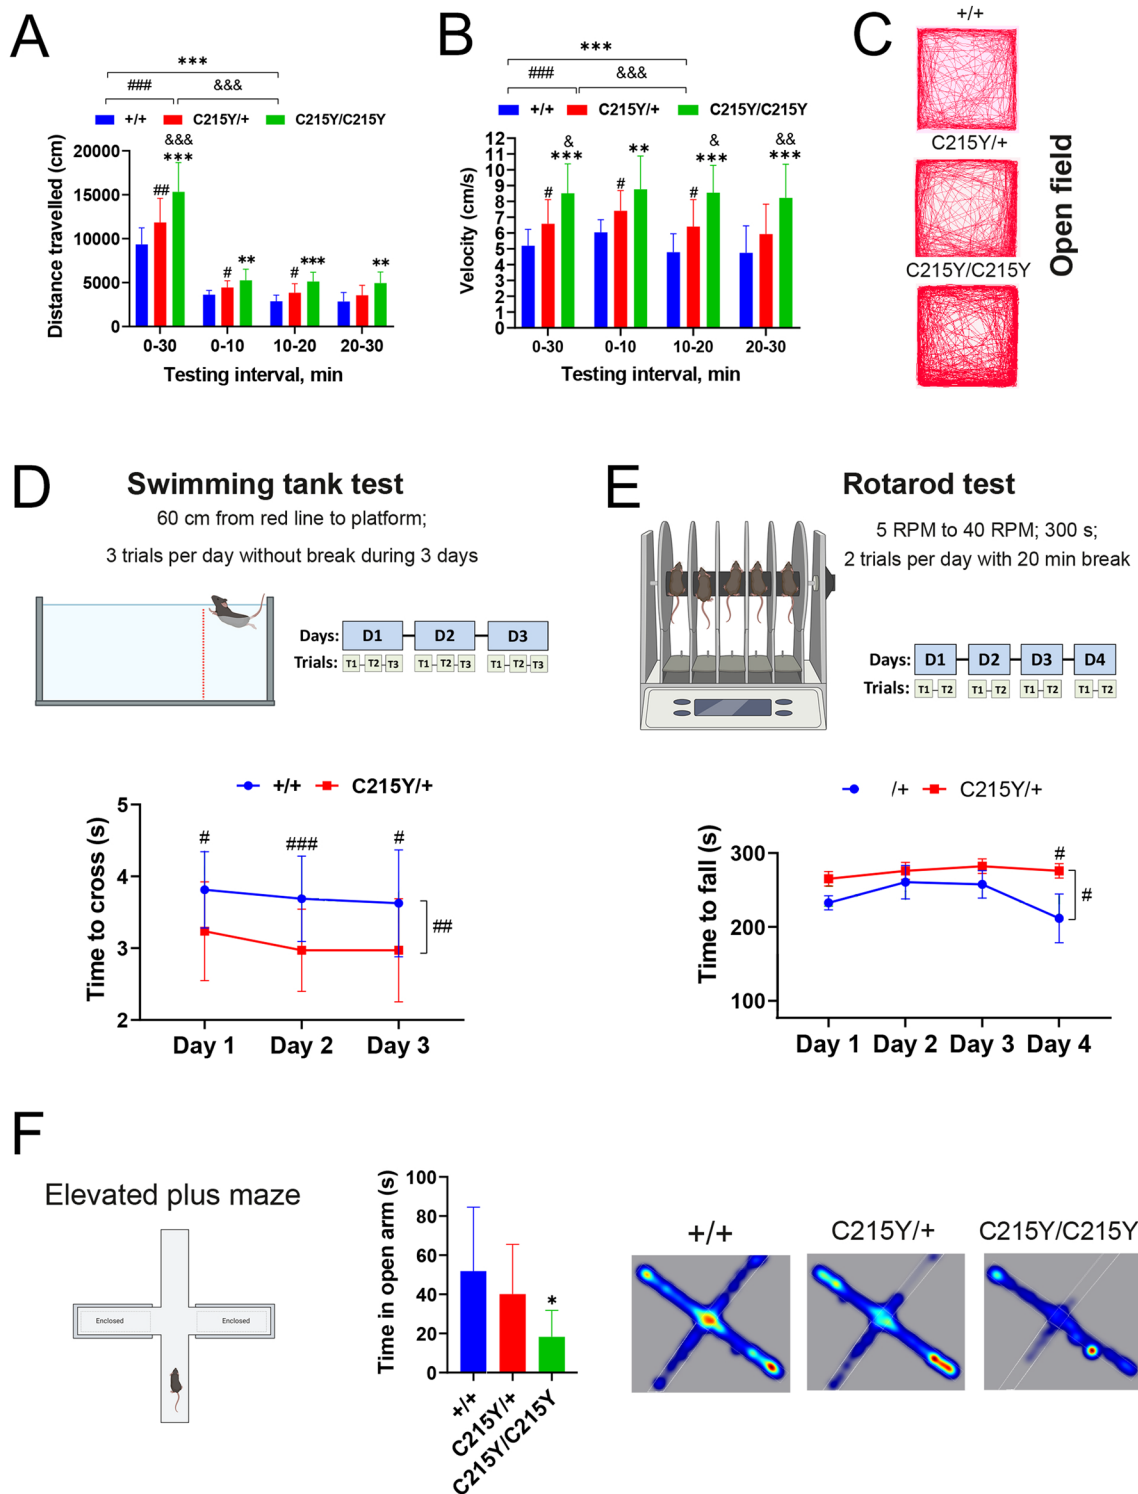 A
***
###
&&&
+/+
C215Y/+
C215Y/C215Y
Distance travelled (cm)
20000
15000
10000
5000
0
##
&&&
***
#
**
#
***
**
0-30
0-10
10-20
20-30
Testing interval, min
B
***
###
&&&
+/+
C215Y/+
C215Y/C215Y
Velocity (cm/s)
12
11
10
9
8
7
6
5
4
3
2
1
0
#
&
***
#
**
#
&
***
&&
***
0-30
0-10
10-20
20-30
Testing interval, min
C
+/+
C215Y/+
C215Y/C215Y
Open field
D
Swimming tank test
60 cm from red line to platform;
3 trials per day without break during 3 days
Days:
D1
D2
D3
Trials:
T1
T2
T3
T1
T2
T3
T1
T2
T3
+/+
C215Y/+
Time to cross (s)
5
4
3
2
#
###
#
##
Day 1
Day 2
Day 3
E
Rotarod test
5 RPM to 40 RPM; 300 s;
2 trials per day with 20 min break
Days:
D1
D2
D3
D4
Trials:
T1
T2
T1
T2
T1
T2
T1
T2
/+
C215Y/+
Time to fall (s)
300
200
100
#
#
Day 1
Day 2
Day 3
Day 4
F
Elevated plus maze
Enclosed
Enclosed
Time in open arm (s)
100
80
60
40
20
0
*
+/+
C215Y/+
C215Y/C215Y
+/+
C215Y/+
C215Y/C215Y